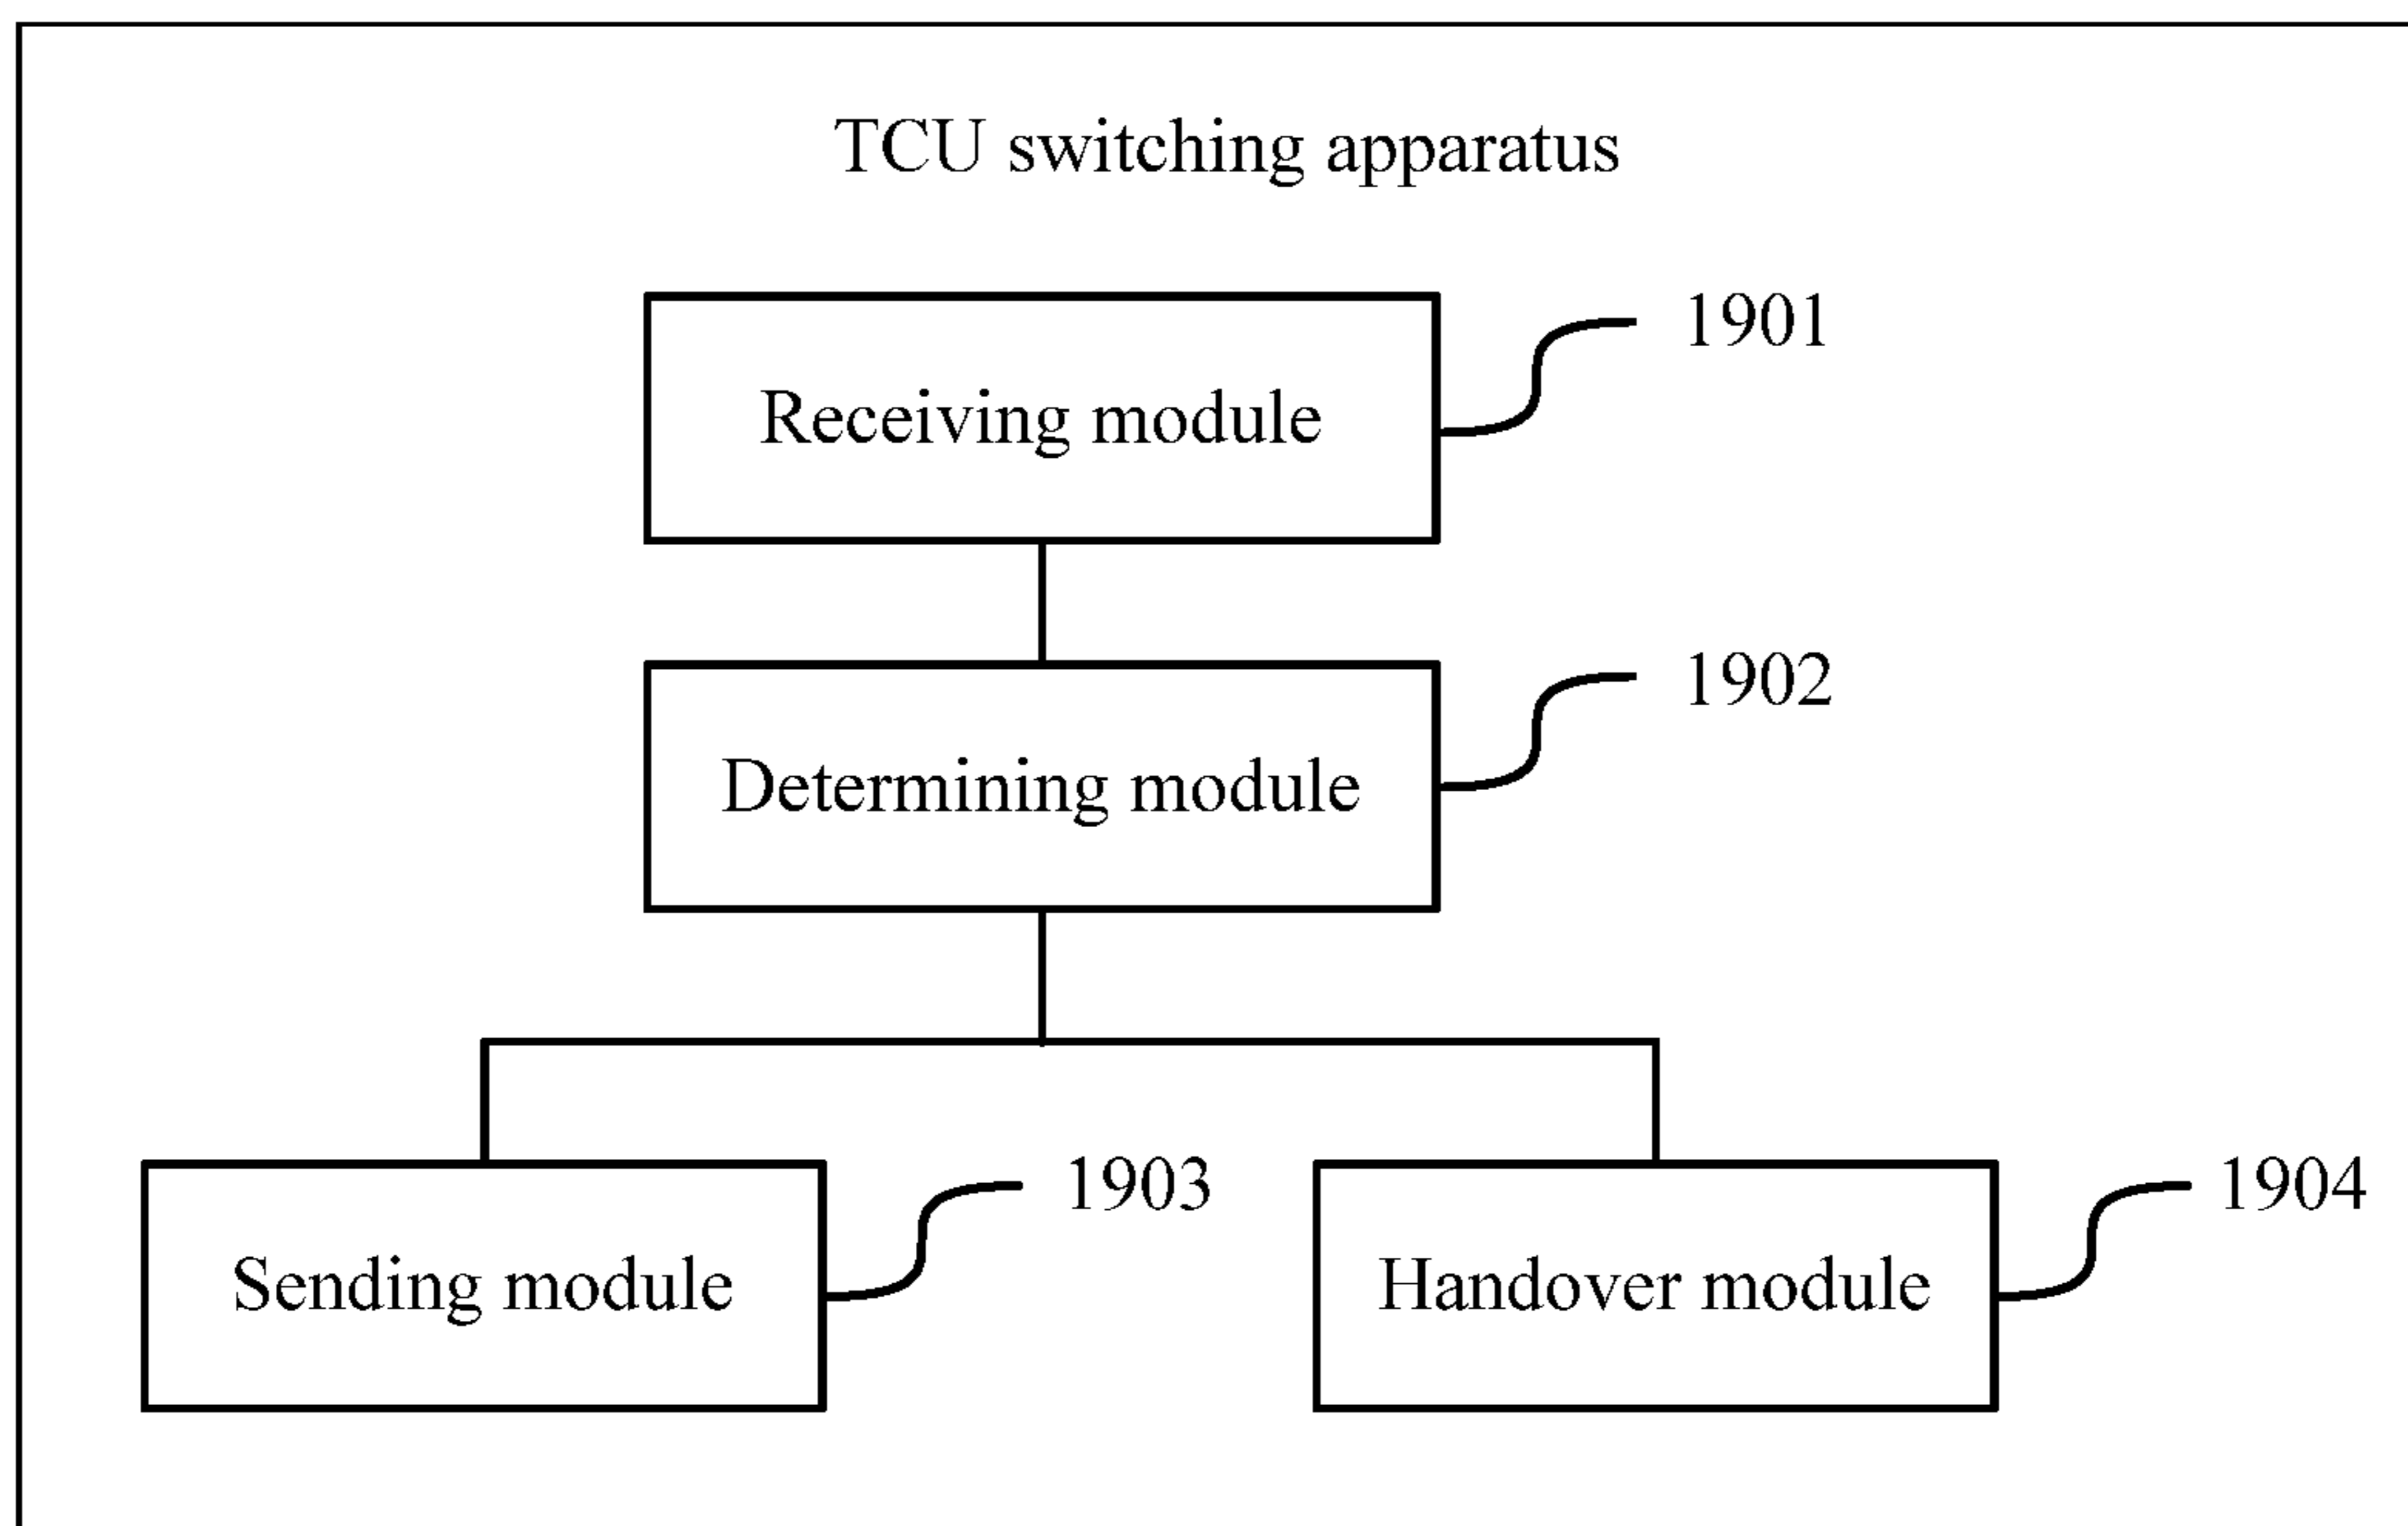 TCU switching apparatus
Receiving module
1901
Determining module
1902
Sending module
1903
Handover module
1904